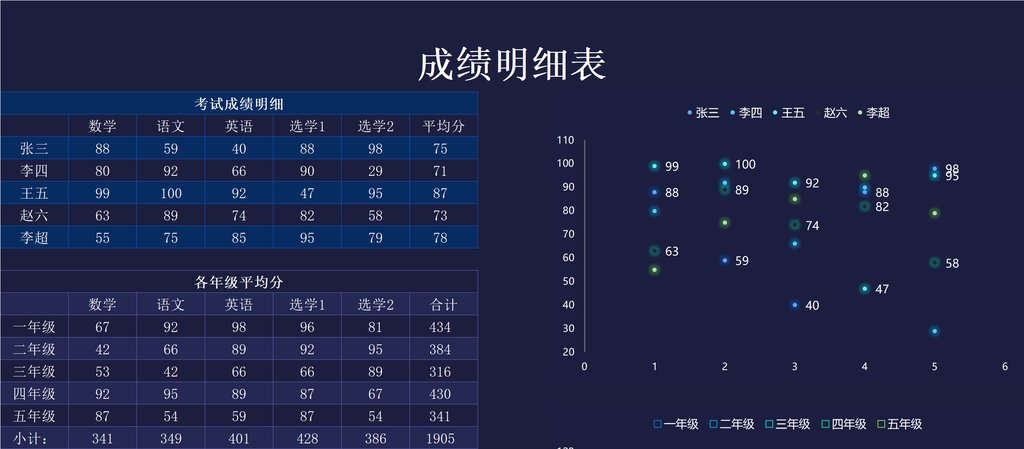 成绩明细表
考试成绩明细
数学 语文 英语 选学1 选学2 平均分
张三 88 59 40 88 98 75
李四 80 92 66 90 29 71
王五 99 100 92 47 95 87
赵六 63 89 74 82 58 73
李超 55 75 85 95 79 78
各年级平均分
数学 语文 英语 选学1 选学2 合计
一年级 67 92 98 96 81 434
二年级 42 66 89 92 95 384
三年级 53 42 66 66 89 316
四年级 92 95 89 87 67 430
五年级 87 54 59 87 54 341
小计： 341 349 401 428 386 1905
张三 李四 王五 赵六 李超
110
100
90
80
70
60
50
40
30
20
0 1 2 3 4 5 6
99
88
63
100
89
59
92
74
40
88
82
47
98
95
58
一年级 二年级 三年级 四年级 五年级